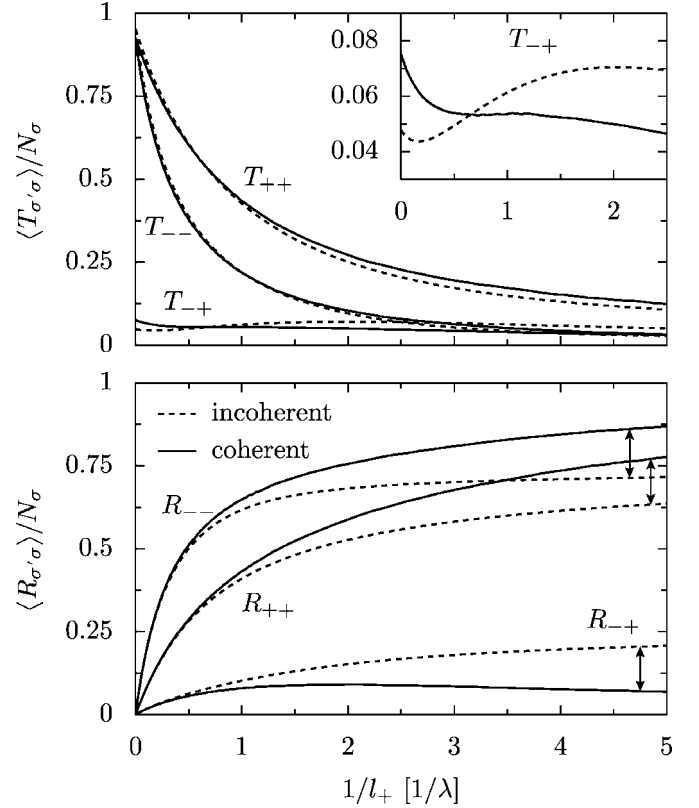 1
0.75
0.5
0.25
0
⟨T_{σ′σ}⟩/N_σ
T_{++}
T_{−−}
T_{−+}
0.08
0.06
0.04
T_{−+}
0 1 2
1
0.75
0.5
0.25
0
⟨R_{σ′σ}⟩/N_σ
incoherent
coherent
R_{−−}
R_{++}
R_{−+}
0 1 2 3 4 5
1/l_+ [1/λ]